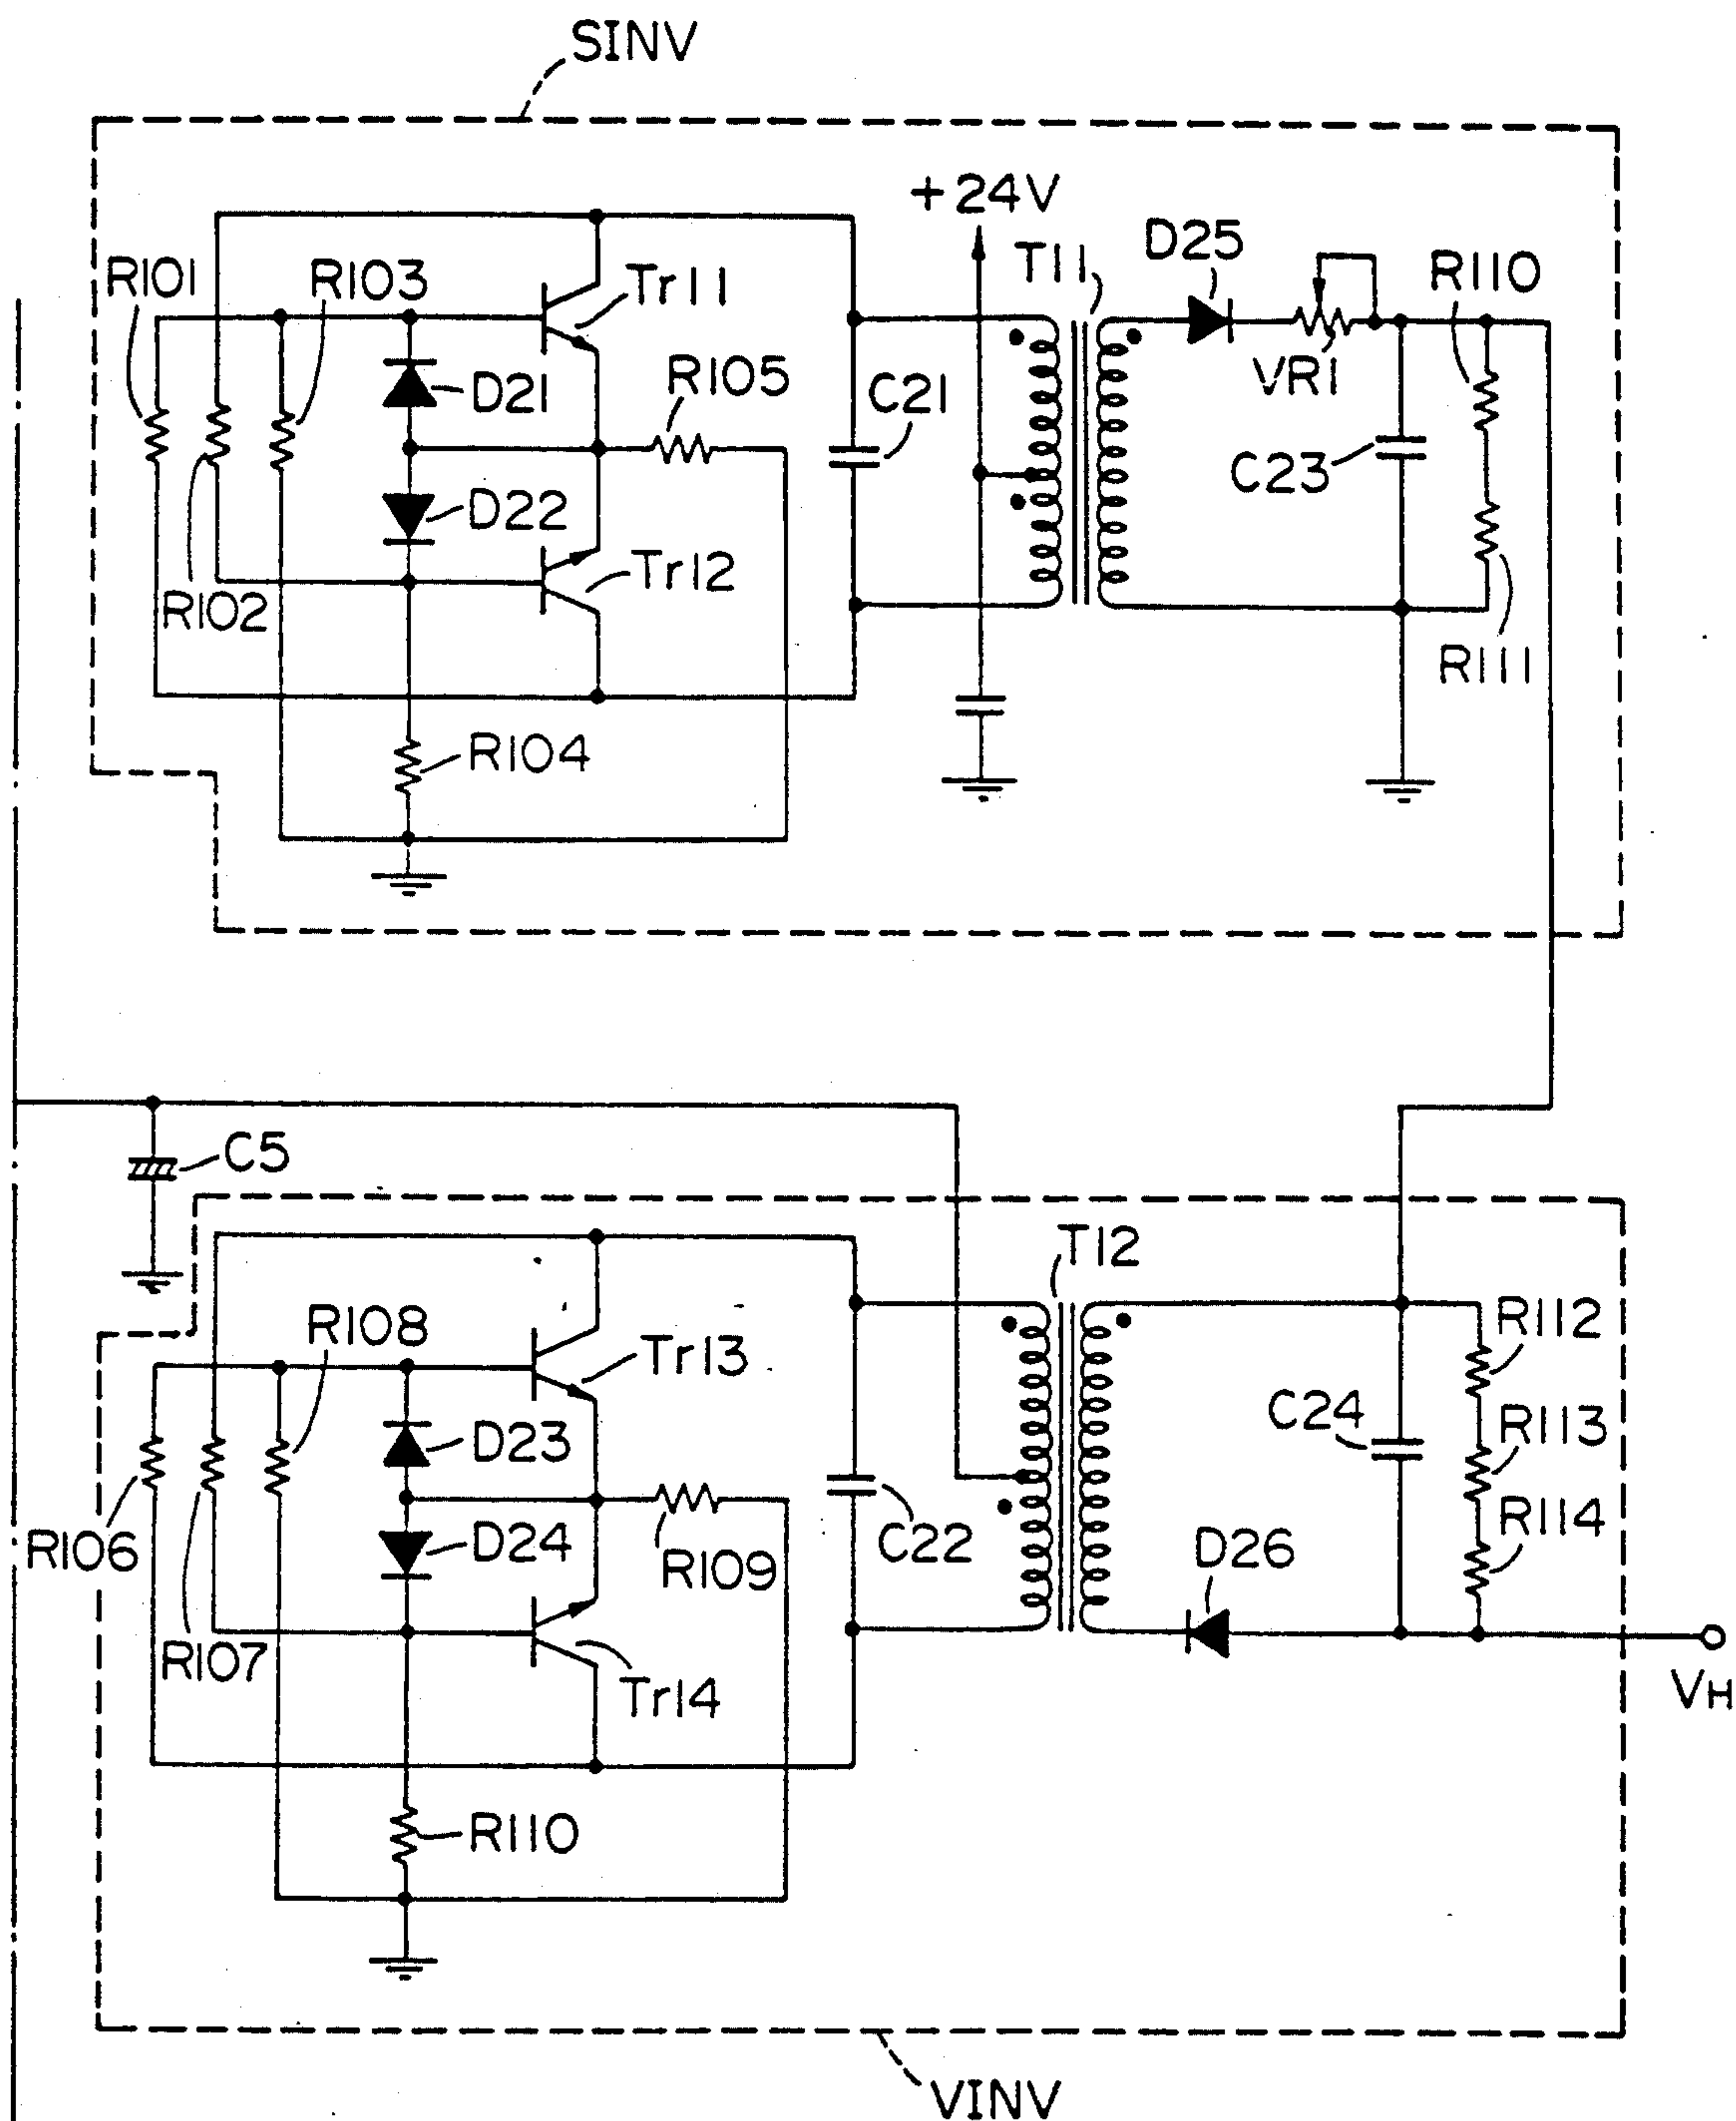 SINV
+24V
R101
R103
Tr11
T11
D25
R110
R105
D21
C21
VR1
D22
C23
R102
Tr12
R111
R104
C5
T12
R108
Tr13
R112
D23
C24
R113
R106
D24
R109
C22
D26
R114
R107
Tr14
VH
R110
VINV